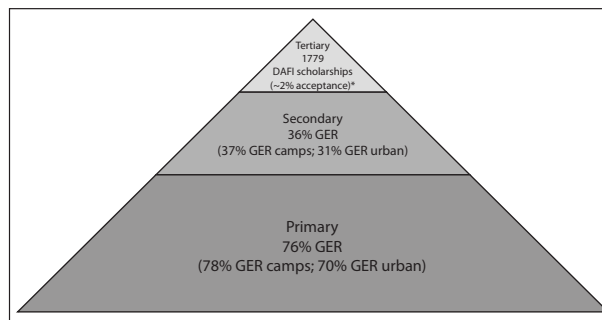 Tertiary
1779
DAFI scholarships
(~2% acceptance)*
Secondary
36% GER
(37% GER camps; 31% GER urban)
Primary
76% GER
(78% GER camps; 70% GER urban)